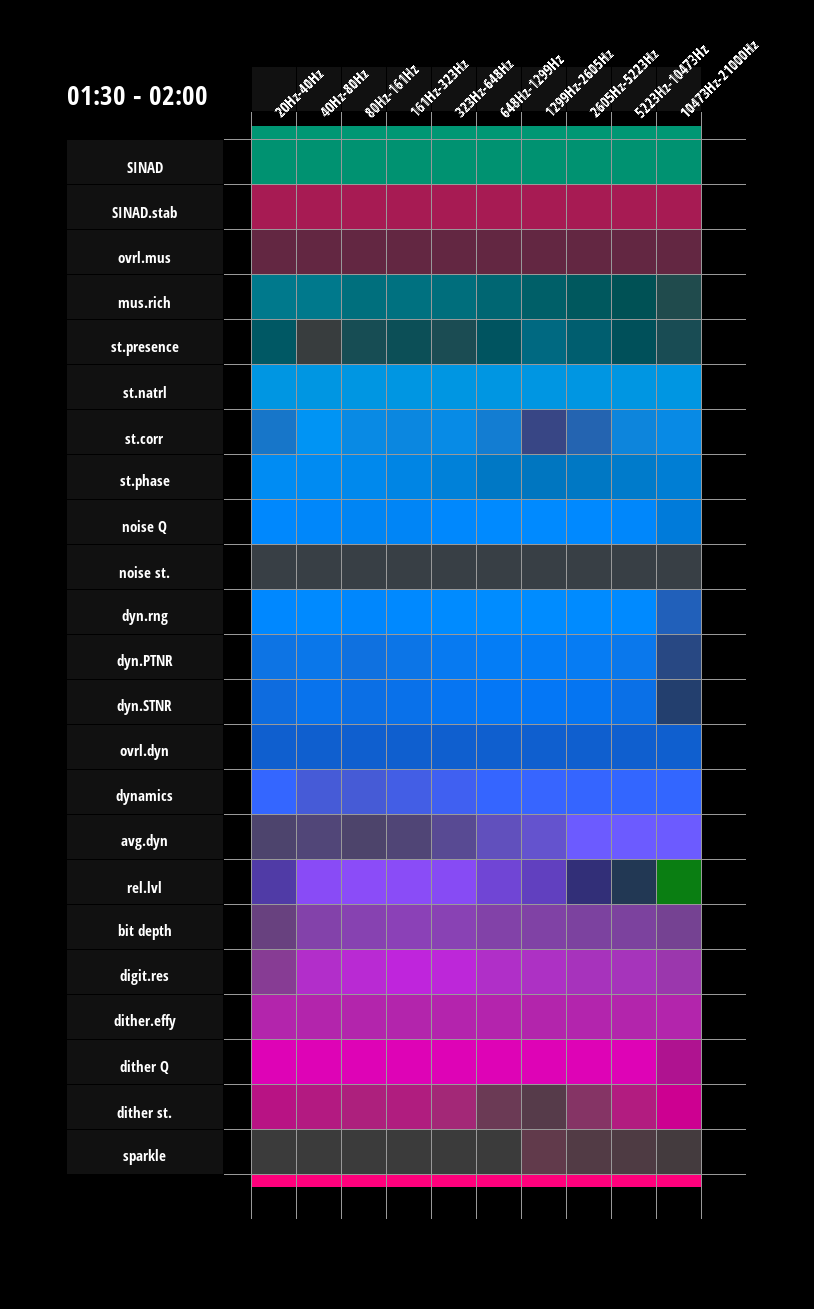 01:30 - 02:00
20Hz-40Hz
40Hz-80Hz
80Hz-161Hz
161Hz-323Hz
323Hz-648Hz
648Hz-1299Hz
1299Hz-2605Hz
2605Hz-5223Hz
5223Hz-10473Hz
10473Hz-21000Hz
SINAD
SINAD.stab
ovrl.mus
mus.rich
st.presence
st.natrl
st.corr
st.phase
noise Q
noise st.
dyn.rng
dyn.PTNR
dyn.STNR
ovrl.dyn
dynamics
avg.dyn
rel.lvl
bit depth
digit.res
dither.effy
dither Q
dither st.
sparkle